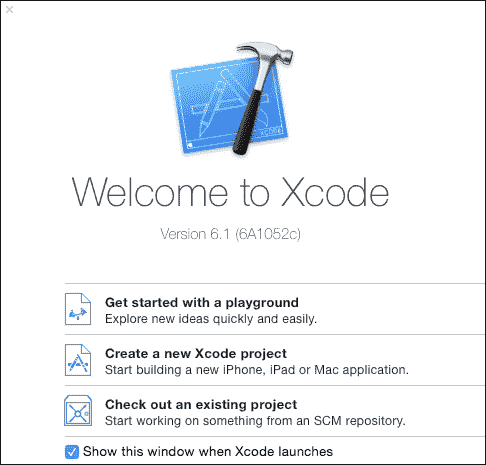 XCODE
Welcome to Xcode
Version 6.1 (6A1052c)
Get started with a playground
Explore new ideas quickly and easily.
Create a new Xcode project
Start building a new iPhone, iPad or Mac application.
Check out an existing project
Start working on something from an SCM repository.
Show this window when Xcode launches